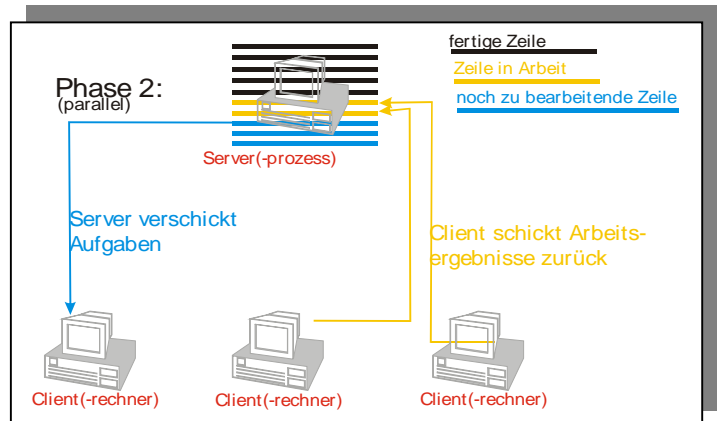 fertige Zeile
Zeile in Arbeit
noch zu bearbeitende Zeile
Phase 2:
(parallel)
Server(-prozess)
Server verschickt
Aufgaben
Client schickt Arbeits-
ergebnisse zurück
Client(-rechner)
Client(-rechner)
Client(-rechner)